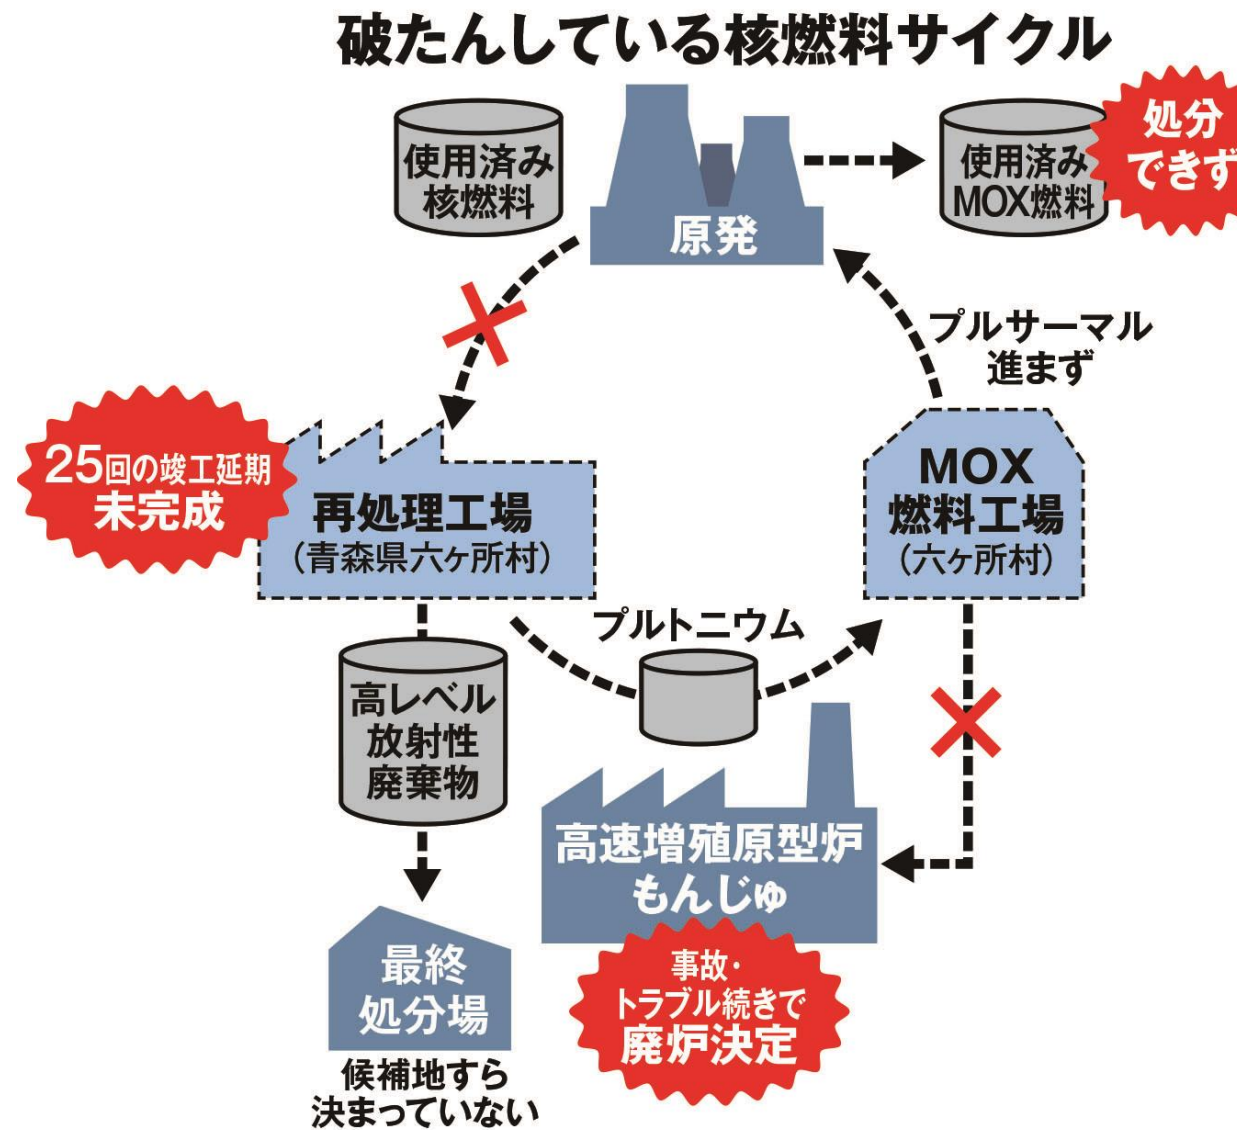 破たんしている核燃料サイクル
使用済み
核燃料
原発
使用済み
MOX燃料
処分
できず
プルサーマル
進まず
25回の竣工延期
未完成
再処理工場
（青森県六ヶ所村）
MOX
燃料工場
（六ヶ所村）
プルトニウム
高レベル
放射性
廃棄物
高速増殖原型炉
もんじゅ
事故・
トラブル続きで
廃炉決定
最終
処分場
候補地すら
決まっていない